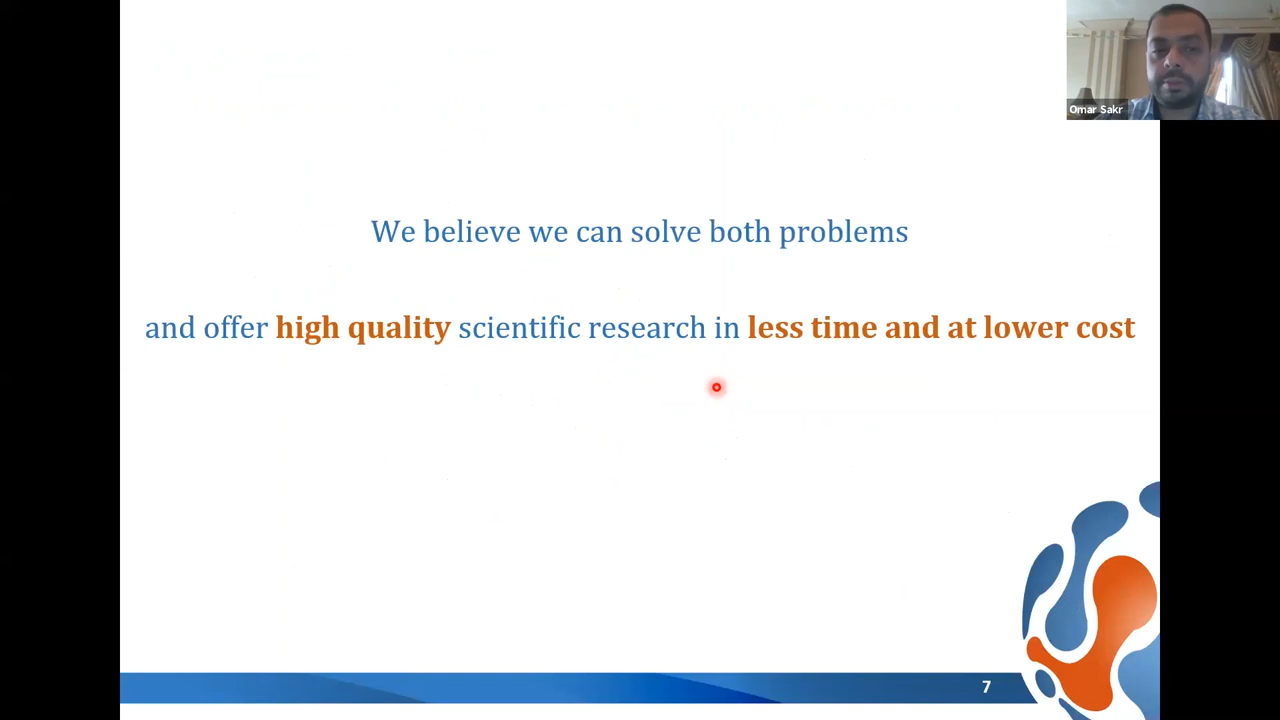 Omar Sakr
We believe we can solve both problems
and offer high quality scientific research in less time and at lower cost
7